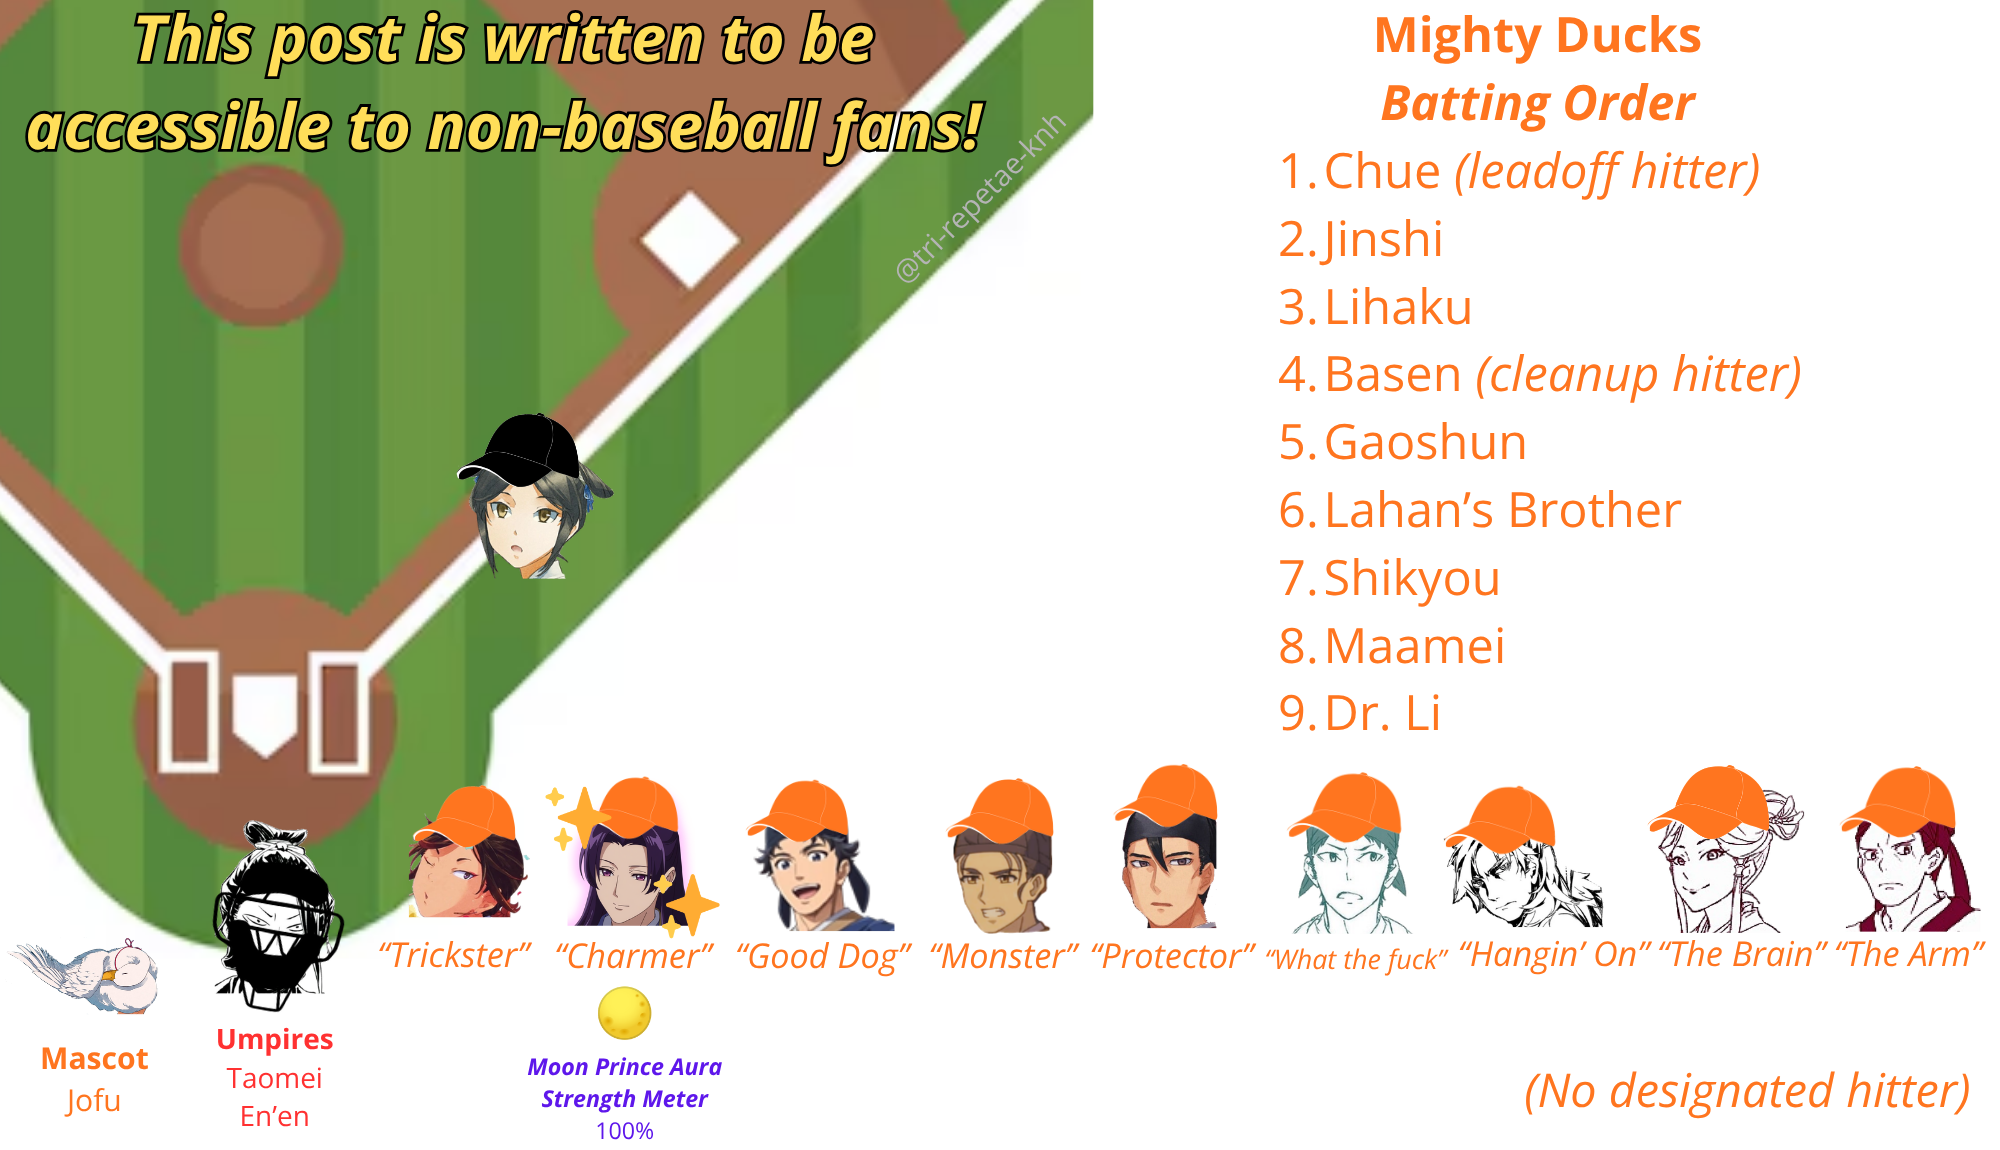 This post is written to be
accessible to non-baseball fans!
@tri-repetae-knh
Mighty Ducks
Batting Order
1. Chue (leadoff hitter)
2. Jinshi
3. Lihaku
4. Basen (cleanup hitter)
5. Gaoshun
6. Lahan’s Brother
7. Shikyou
8. Maamei
9. Dr. Li
“Trickster”
“Charmer”
“Good Dog”
“Monster”
“Protector”
“What the fuck”
“Hangin’ On”
“The Brain”
“The Arm”
Mascot
Jofu
Umpires
Taomei
En’en
Moon Prince Aura
Strength Meter
100%
(No designated hitter)